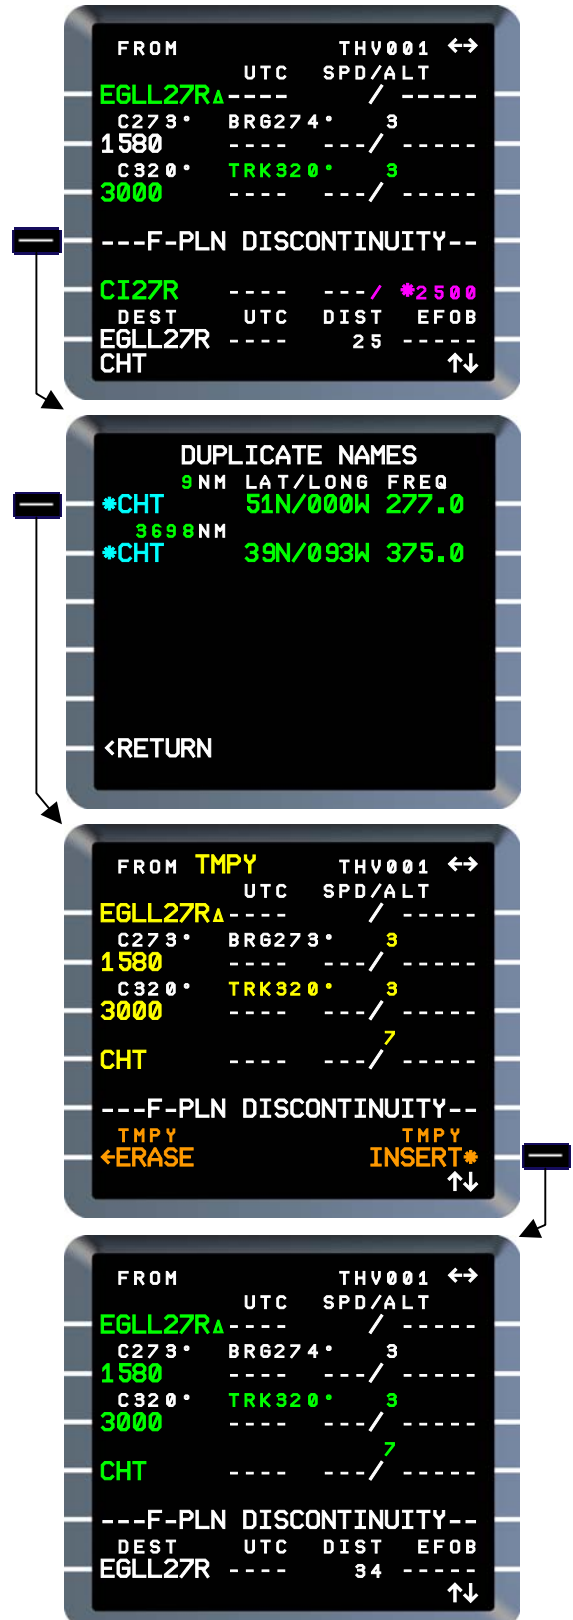 FROM THV001 ←→
UTC SPD/ALT
EGLL27R∆---- / -----
C273° BRG274° 3
1580 ---- ---/ -----
C320° TRK320° 3
3000 ---- ---/ -----
---F-PLN DISCONTINUITY--
CI27R ---- ---/ *2500
DEST UTC DIST EFOB
EGLL27R ---- 25 -----
CHT ↑↓
DUPLICATE NAMES
9NM LAT/LONG FREQ
*CHT 51N/000W 277.0
3698NM
*CHT 39N/093W 375.0
<RETURN
FROM TMPY THV001 ←→
UTC SPD/ALT
EGLL27R∆---- / -----
C273° BRG273° 3
1580 ---- ---/ -----
C320° TRK320° 3
3000 ---- ---/ -----
7
CHT ---- ---/ -----
---F-PLN DISCONTINUITY--
TMPY TMPY
←ERASE INSERT*
↑↓
FROM THV001 ←→
UTC SPD/ALT
EGLL27R∆---- / -----
C273° BRG274° 3
1580 ---- ---/ -----
C320° TRK320° 3
3000 ---- ---/ -----
7
CHT ---- ---/ -----
---F-PLN DISCONTINUITY--
DEST UTC DIST EFOB
EGLL27R ---- 34 -----
↑↓